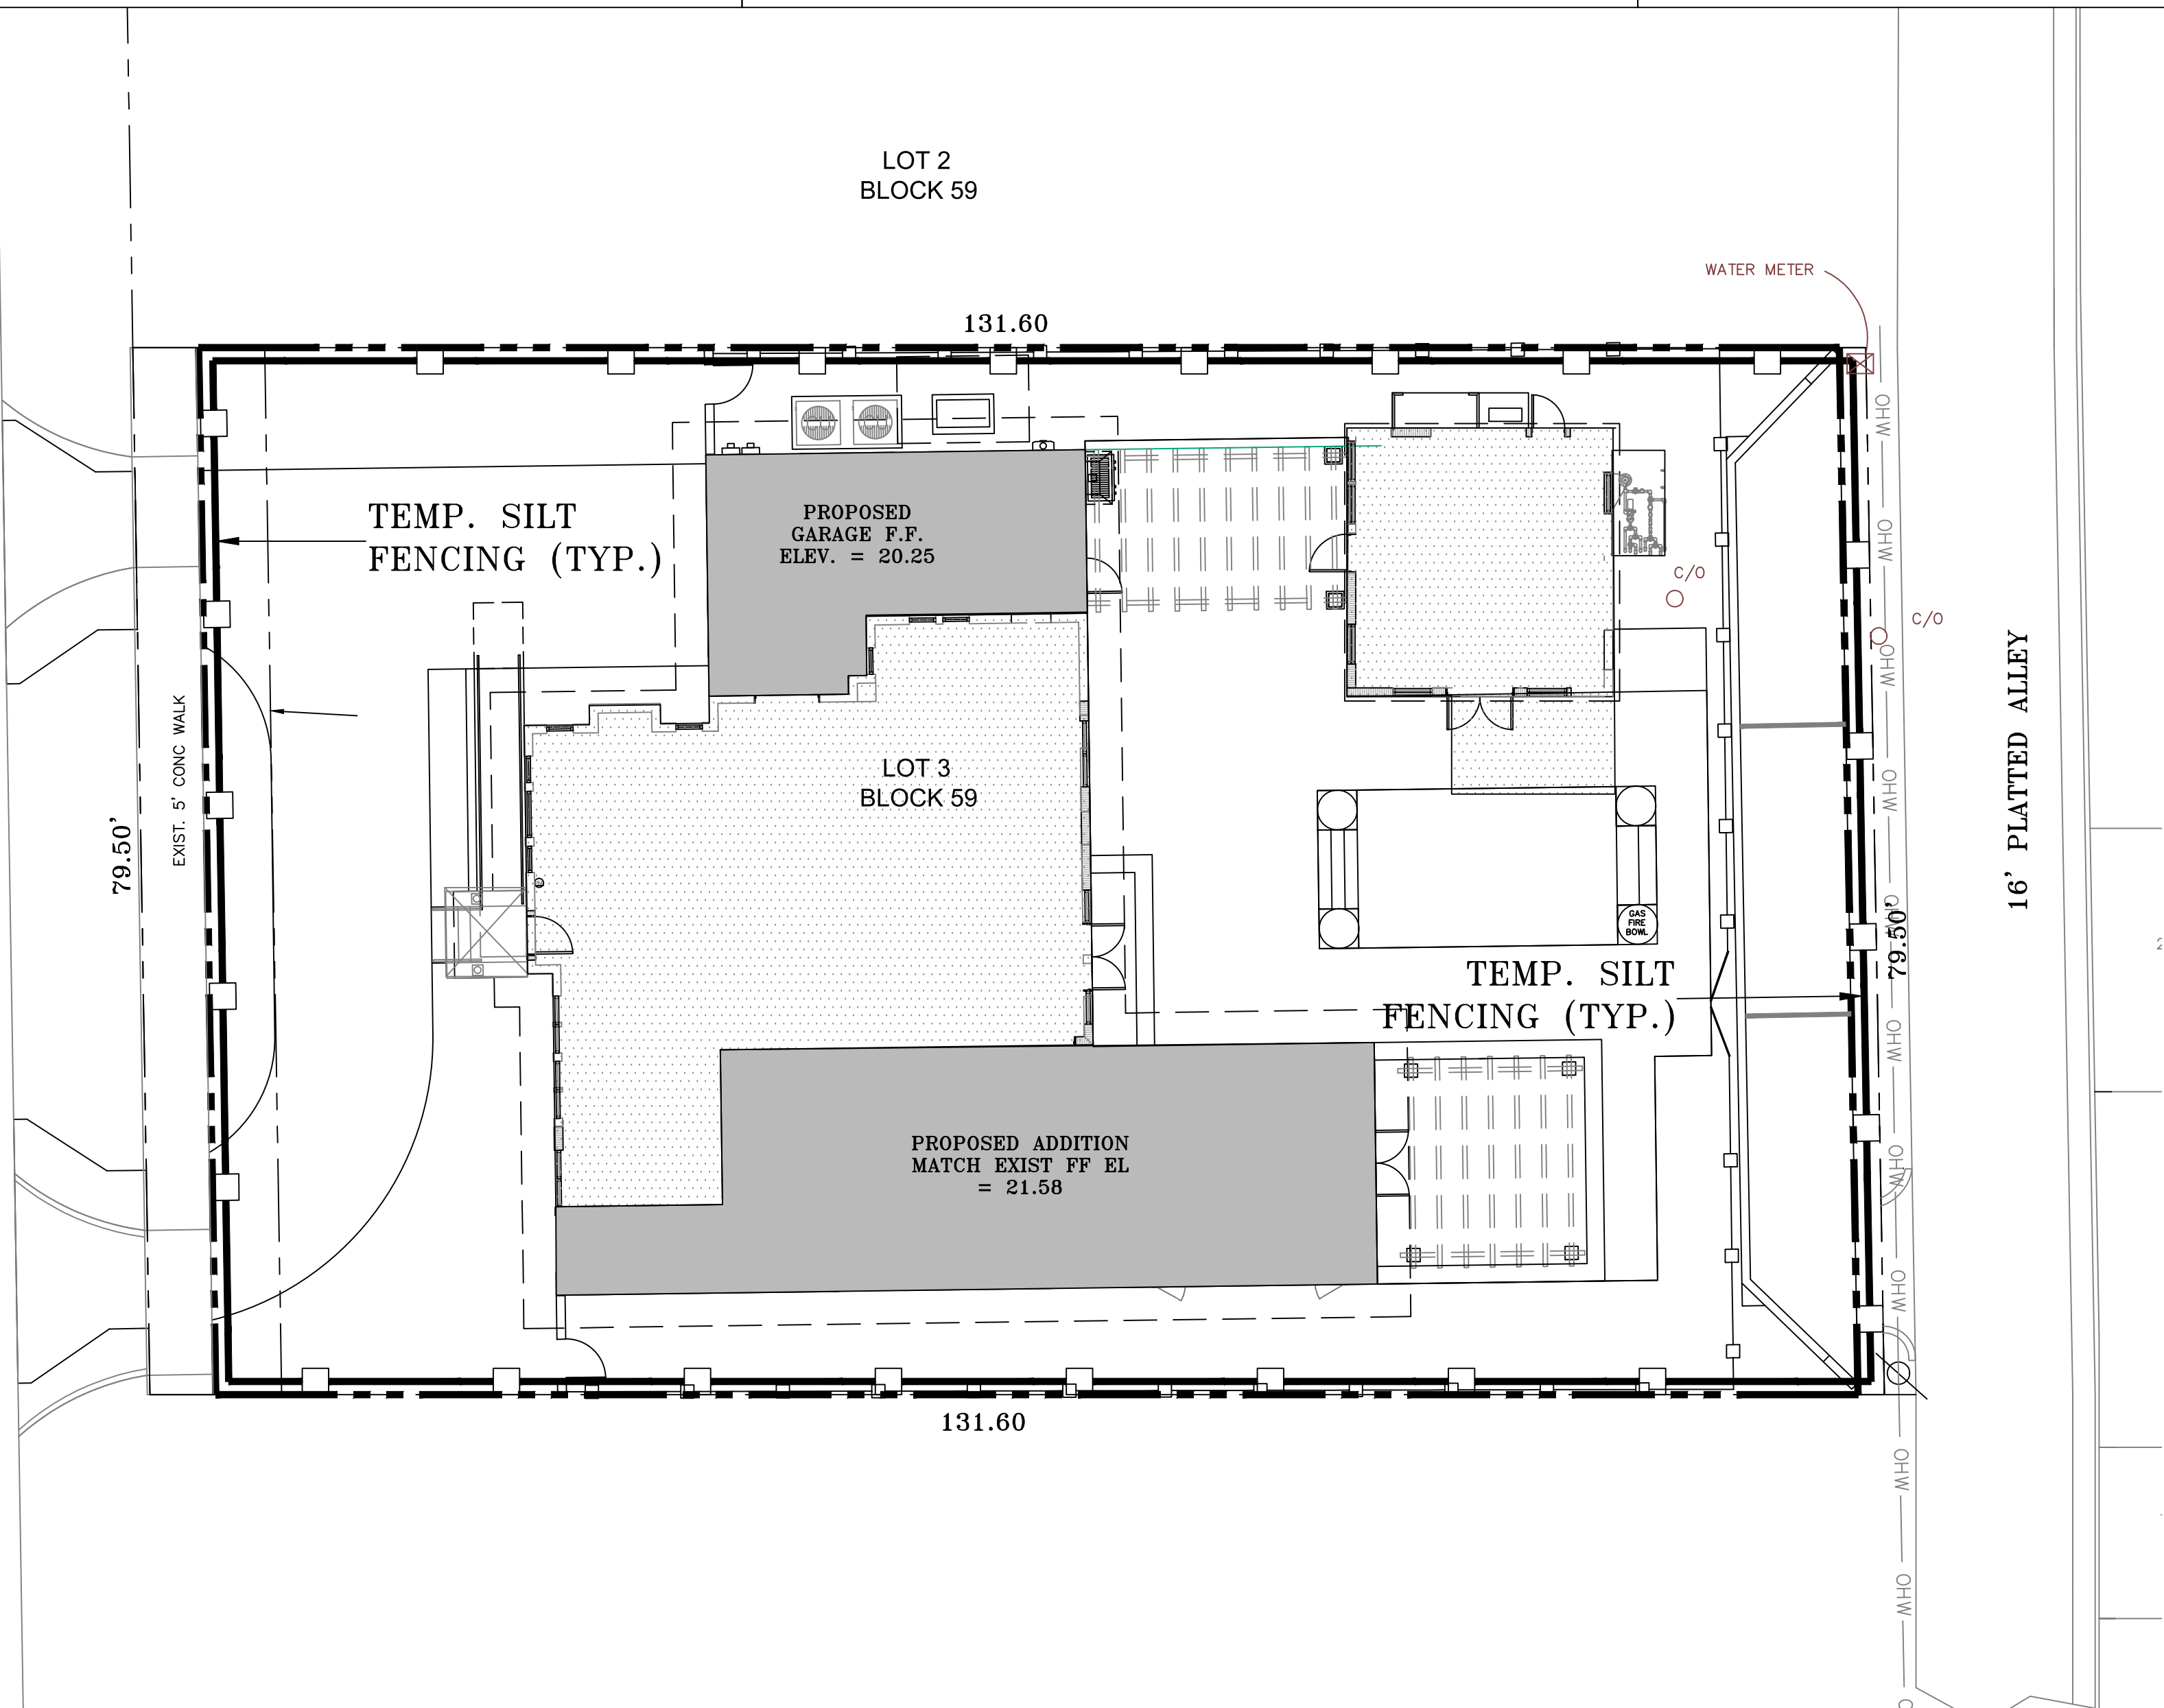 LOT 2
BLOCK 59
WATER METER
131.60
TEMP. SILT
FENCING (TYP.)
PROPOSED
GARAGE F.F.
ELEV. = 20.25
C/O
C/O
OHW
OHW
OHW
OHW
OHW
OHW
OHW
OHW
OHW
OHW
16' PLATTED ALLEY
EXIST. 5' CONC WALK
79.50'
LOT 3
BLOCK 59
GAS
FIRE
BOWL
79.50'
TEMP. SILT
FENCING (TYP.)
PROPOSED ADDITION
MATCH EXIST FF EL
= 21.58
131.60